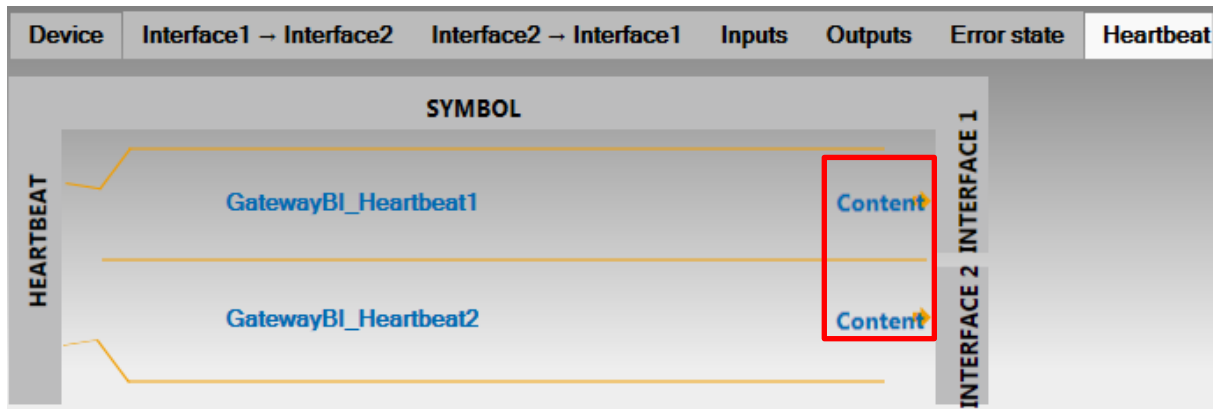 Device Interface1 → Interface2 Interface2 → Interface1 Inputs Outputs Error state Heartbeat
SYMBOL
HEARTBEAT
GatewayBI_Heartbeat1 Content
INTERFACE 1
GatewayBI_Heartbeat2 Content
INTERFACE 2